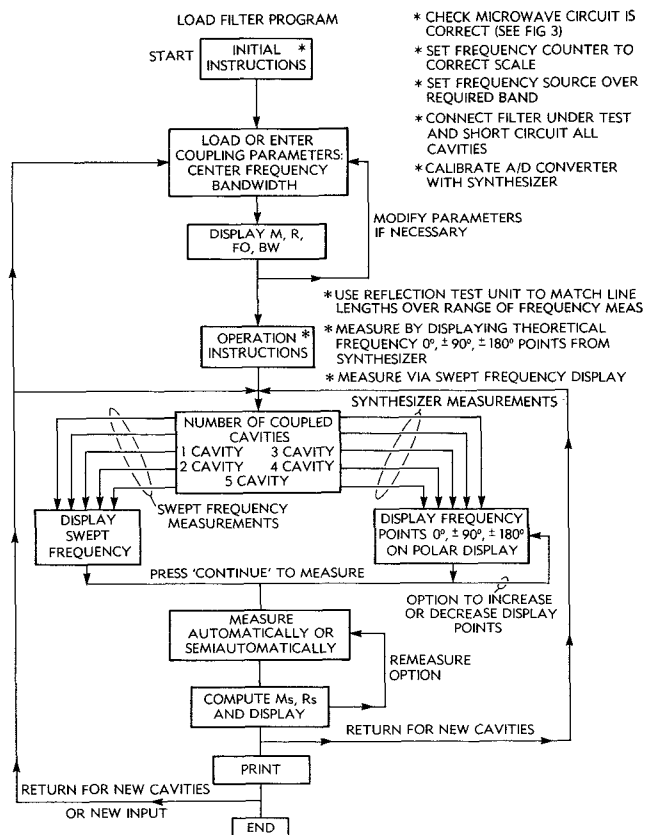 LOAD FILTER PROGRAM
START
INITIAL *
INSTRUCTIONS
* CHECK MICROWAVE CIRCUIT IS
CORRECT (SEE FIG 3)
* SET FREQUENCY COUNTER TO
CORRECT SCALE
* SET FREQUENCY SOURCE OVER
REQUIRED BAND
* CONNECT FILTER UNDER TEST
AND SHORT CIRCUIT ALL
CAVITIES
* CALIBRATE A/D CONVERTER
WITH SYNTHESIZER
LOAD OR ENTER
COUPLING PARAMETERS:
CENTER FREQUENCY
BANDWIDTH
MODIFY PARAMETERS
IF NECESSARY
DISPLAY M, R,
FO, BW
* USE REFLECTION TEST UNIT TO MATCH LINE
LENGTHS OVER RANGE OF FREQUENCY MEAS
* MEASURE BY DISPLAYING THEORETICAL
FREQUENCY 0°, ± 90°, ± 180° POINTS FROM
SYNTHESIZER
* MEASURE VIA SWEPT FREQUENCY DISPLAY
OPERATION *
INSTRUCTIONS
SYNTHESIZER MEASUREMENTS
NUMBER OF COUPLED
CAVITIES
1 CAVITY 3 CAVITY
2 CAVITY 4 CAVITY
5 CAVITY
SWEPT FREQUENCY
MEASUREMENTS
DISPLAY
SWEPT
FREQUENCY
DISPLAY FREQUENCY
POINTS 0°, ± 90°, ± 180°
ON POLAR DISPLAY
PRESS 'CONTINUE' TO MEASURE
OPTION TO INCREASE
OR DECREASE DISPLAY
POINTS
MEASURE
AUTOMATICALLY OR
SEMIAUTOMATICALLY
REMEASURE
OPTION
COMPUTE Ms, Rs
AND DISPLAY
RETURN FOR NEW CAVITIES
PRINT
RETURN FOR NEW CAVITIES
OR NEW INPUT
END